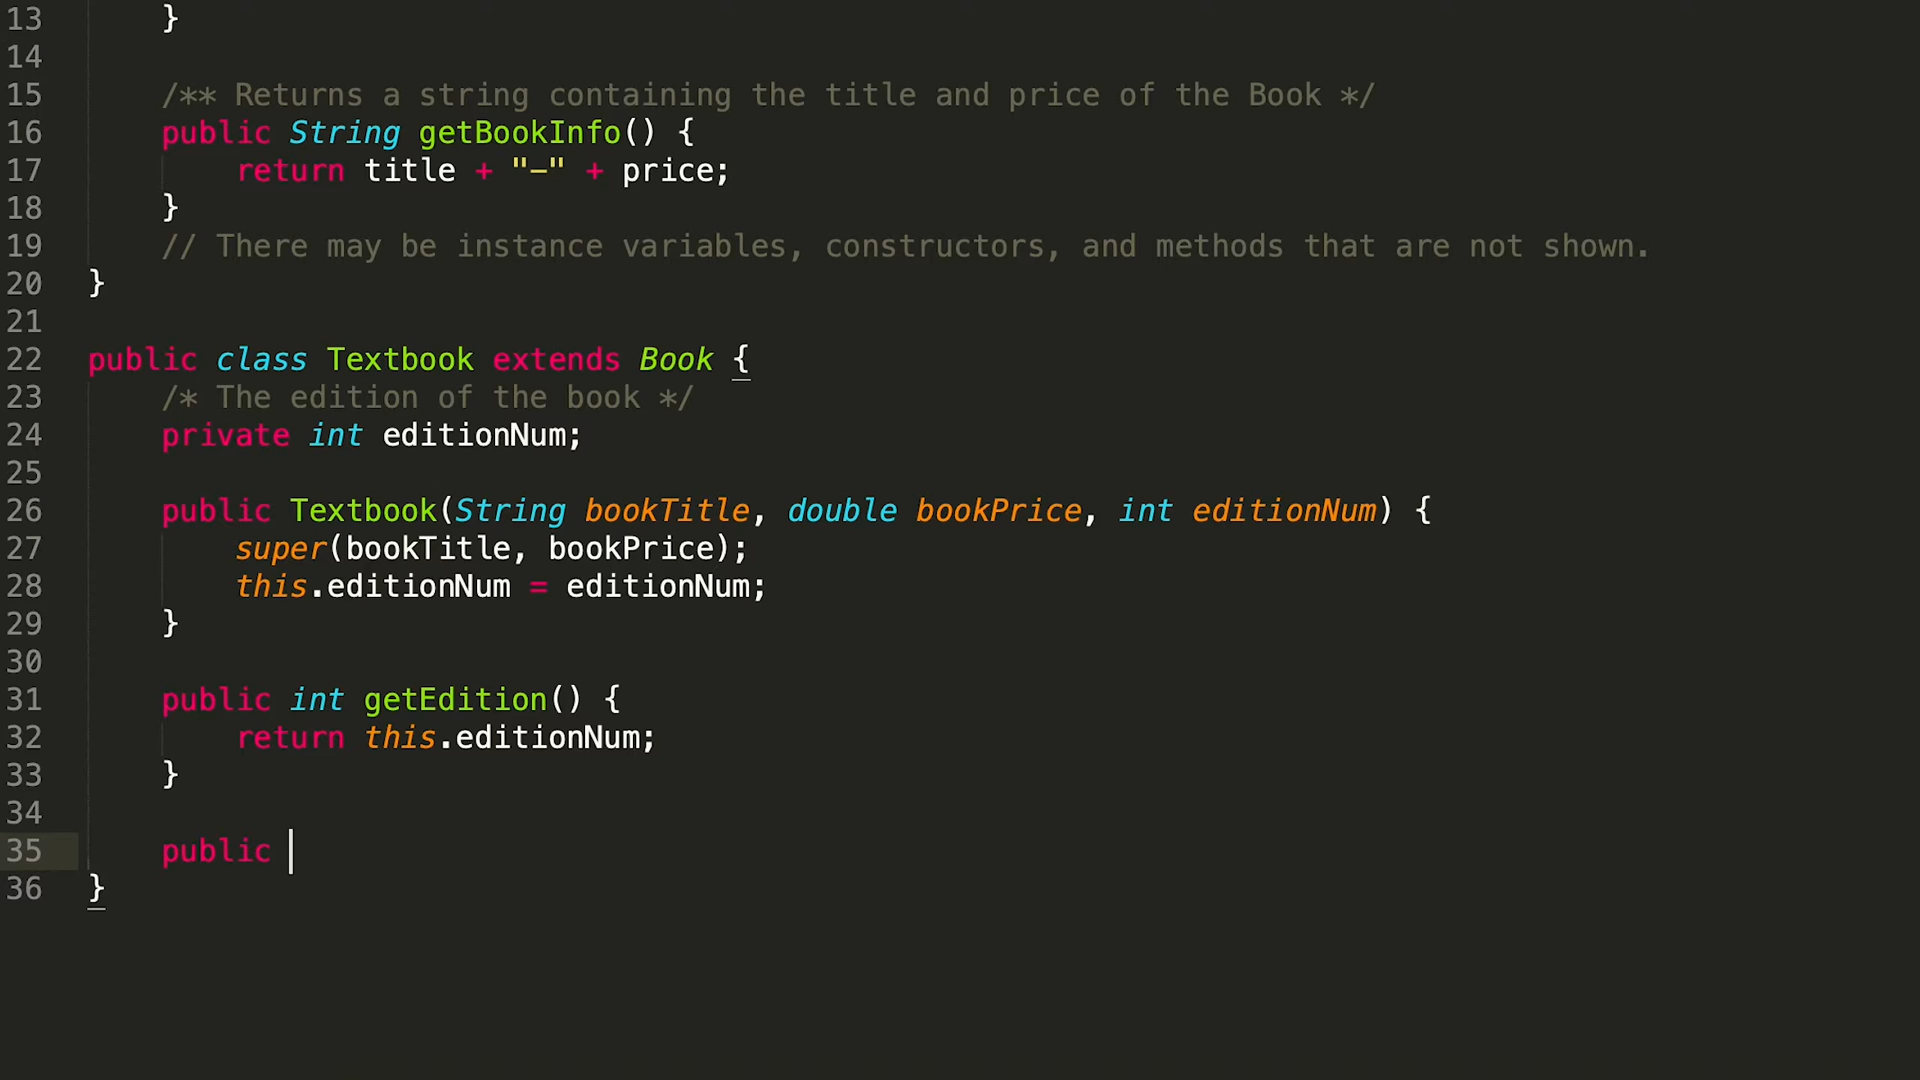 13 }
14
15 /** Returns a string containing the title and price of the Book */
16 public String getBookInfo() {
17 return title + "-" + price;
18 }
19 // There may be instance variables, constructors, and methods that are not shown.
20 }
21
22 public class Textbook extends Book {
23 /* The edition of the book */
24 private int editionNum;
25
26 public Textbook(String bookTitle, double bookPrice, int editionNum) {
27 super(bookTitle, bookPrice);
28 this.editionNum = editionNum;
29 }
30
31 public int getEdition() {
32 return this.editionNum;
33 }
34
35 public
36 }